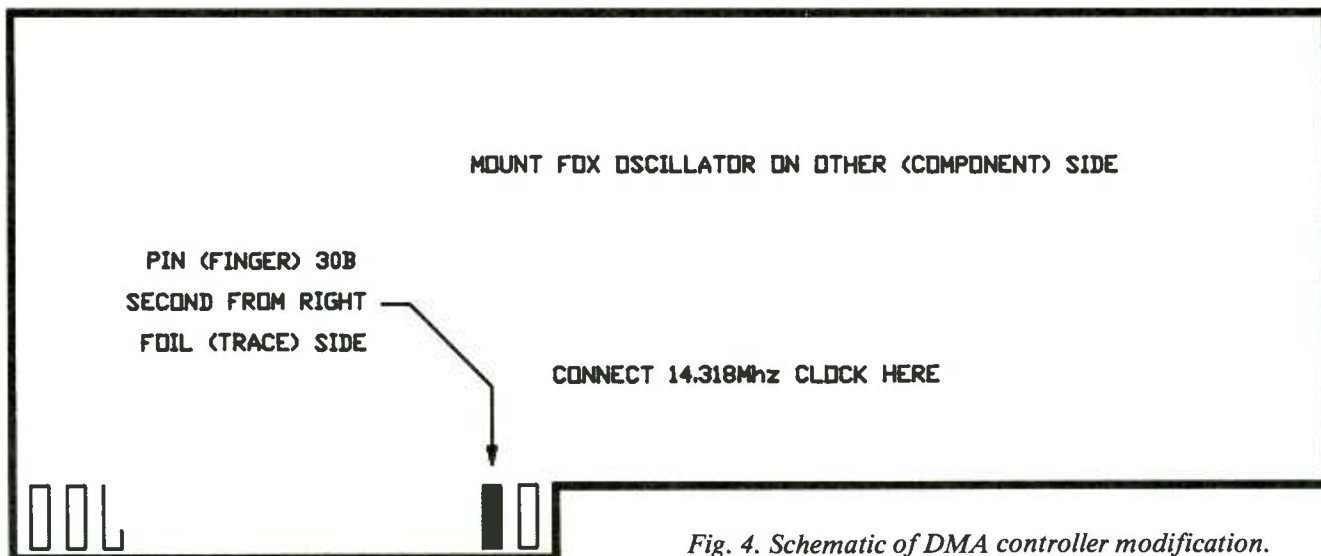 MOUNT FOX OSCILLATOR ON OTHER (COMPONENT) SIDE
PIN (FINGER) 30B
SECOND FROM RIGHT
FOIL (TRACE) SIDE
CONNECT 14.318Mhz CLOCK HERE
Fig. 4. Schematic of DMA controller modification.